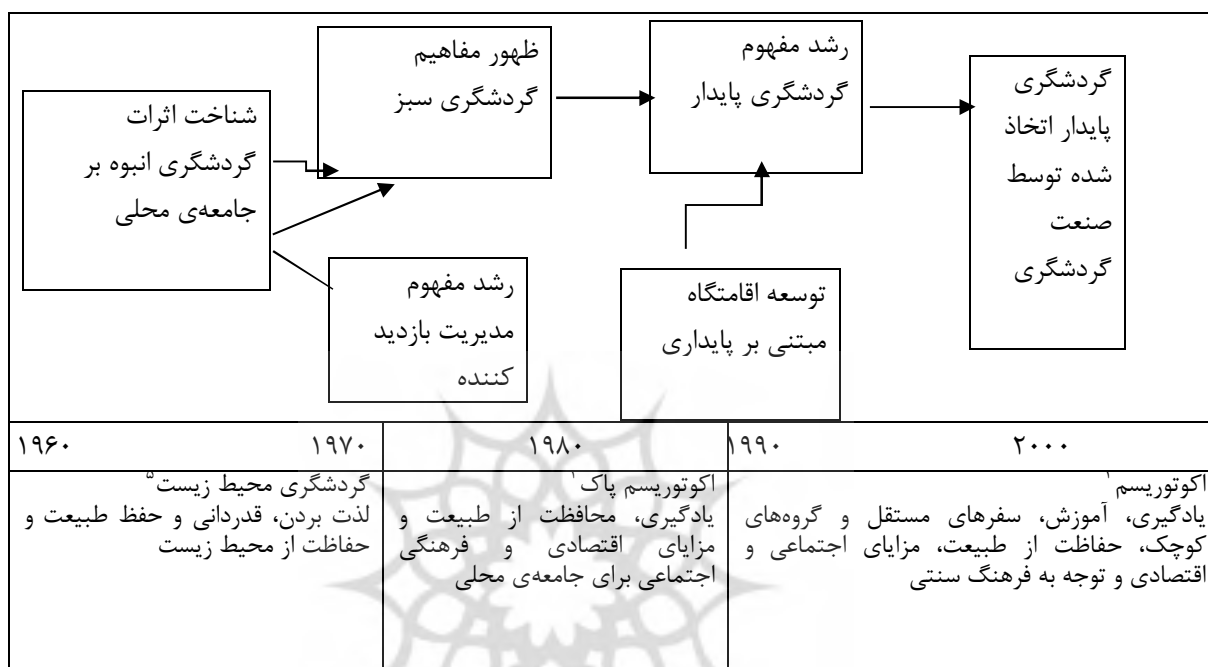 شناخت اثرات
گردشگری انبوه بر
جامعه‌ی محلی
ظهور مفاهیم
گردشگری سبز
رشد مفهوم
مدیریت بازدید
کننده
رشد مفهوم
گردشگری پایدار
توسعه اقامتگاه
مبتنی بر پایداری
گردشگری
پایدار اتخاذ
شده توسط
صنعت
گردشگری
۱۹۶۰ ۱۹۷۰ ۱۹۸۰ ۱۹۹۰ ۲۰۰۰
گردشگری محیط زیست۵
لذت بردن، قدردانی و حفظ طبیعت و
حفاظت از محیط زیست
اکوتوریسم پاک۱
یادگیری، محافظت از طبیعت و
مزایای اقتصادی و فرهنگی
اجتماعی برای جامعه‌ی محلی
اکوتوریسم۱
یادگیری، آموزش، سفرهای مستقل و گروه‌های
کوچک، حفاظت از طبیعت، مزایای اجتماعی و
اقتصادی و توجه به فرهنگ سنتی